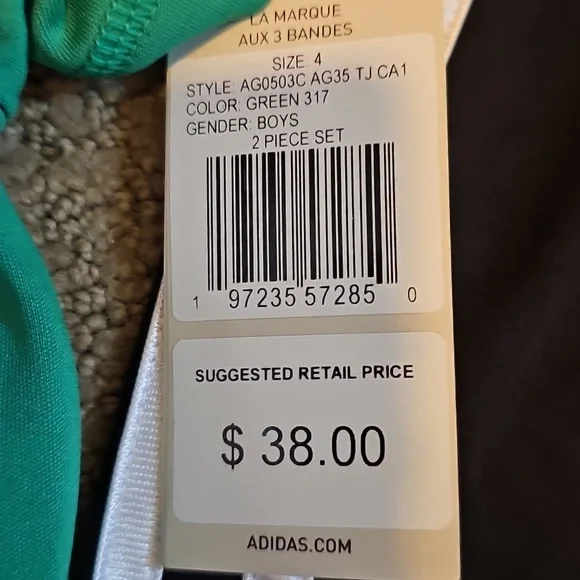 LA MARQUE
AUX 3 BANDES
SIZE: 4
STYLE: AG0503C AG35 TJ CA1
COLOR: GREEN 317
GENDER: BOYS
2 PIECE SET
1 97235 57285 0
SUGGESTED RETAIL PRICE
$ 38.00
ADIDAS.COM